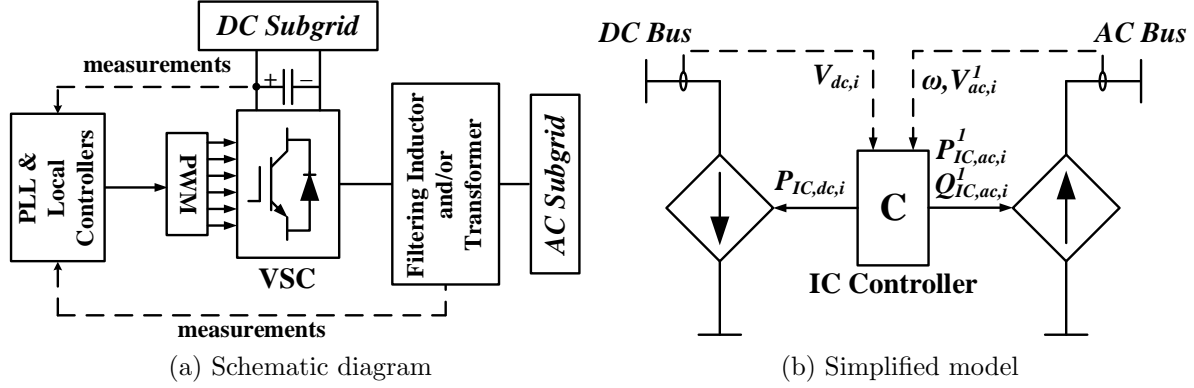 DC Subgrid
measurements
+ −
PLL &
Local
Controllers
PWM
VSC
Filtering Inductor
and/or
Transformer
AC Subgrid
measurements
(a) Schematic diagram
DC Bus
AC Bus
V_{dc,i}
ω,V^1_{ac,i}
P^1_{IC,ac,i}
P_{IC,dc,i}
Q^1_{IC,ac,i}
C
IC Controller
(b) Simplified model